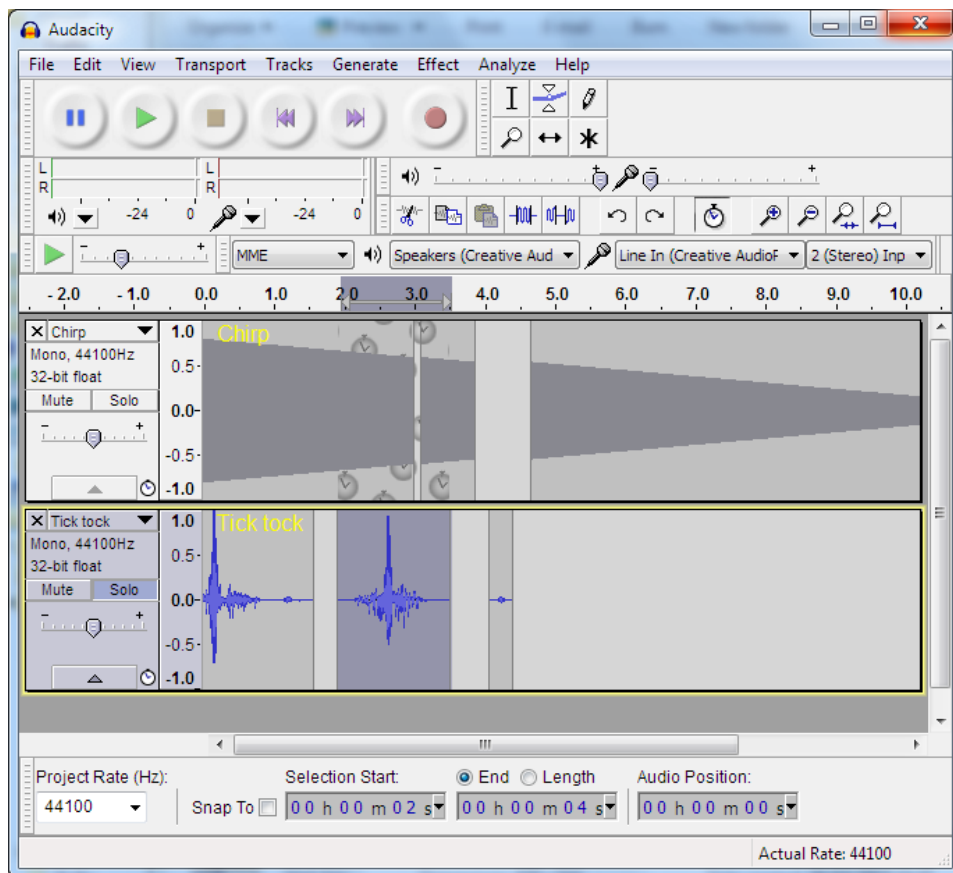 Audacity
File Edit View Transport Tracks Generate Effect Analyze Help
L
R
L
R
-24 0
-24 0
MME
Speakers (Creative Aud
Line In (Creative AudioF
2 (Stereo) Inp
- 2.0 - 1.0 0.0 1.0 2.0 3.0 4.0 5.0 6.0 7.0 8.0 9.0 10.0
Chirp
Mono, 44100Hz
32-bit float
Mute Solo
- +
1.0
0.5-
0.0-
-0.5-
-1.0
Chirp
Tick tock
Mono, 44100Hz
32-bit float
Mute Solo
- +
1.0
0.5-
0.0-
-0.5-
-1.0
Tick tock
Project Rate (Hz):
44100
Snap To
Selection Start:
00 h 00 m 02 s
End Length
00 h 00 m 04 s
Audio Position:
00 h 00 m 00 s
Actual Rate: 44100